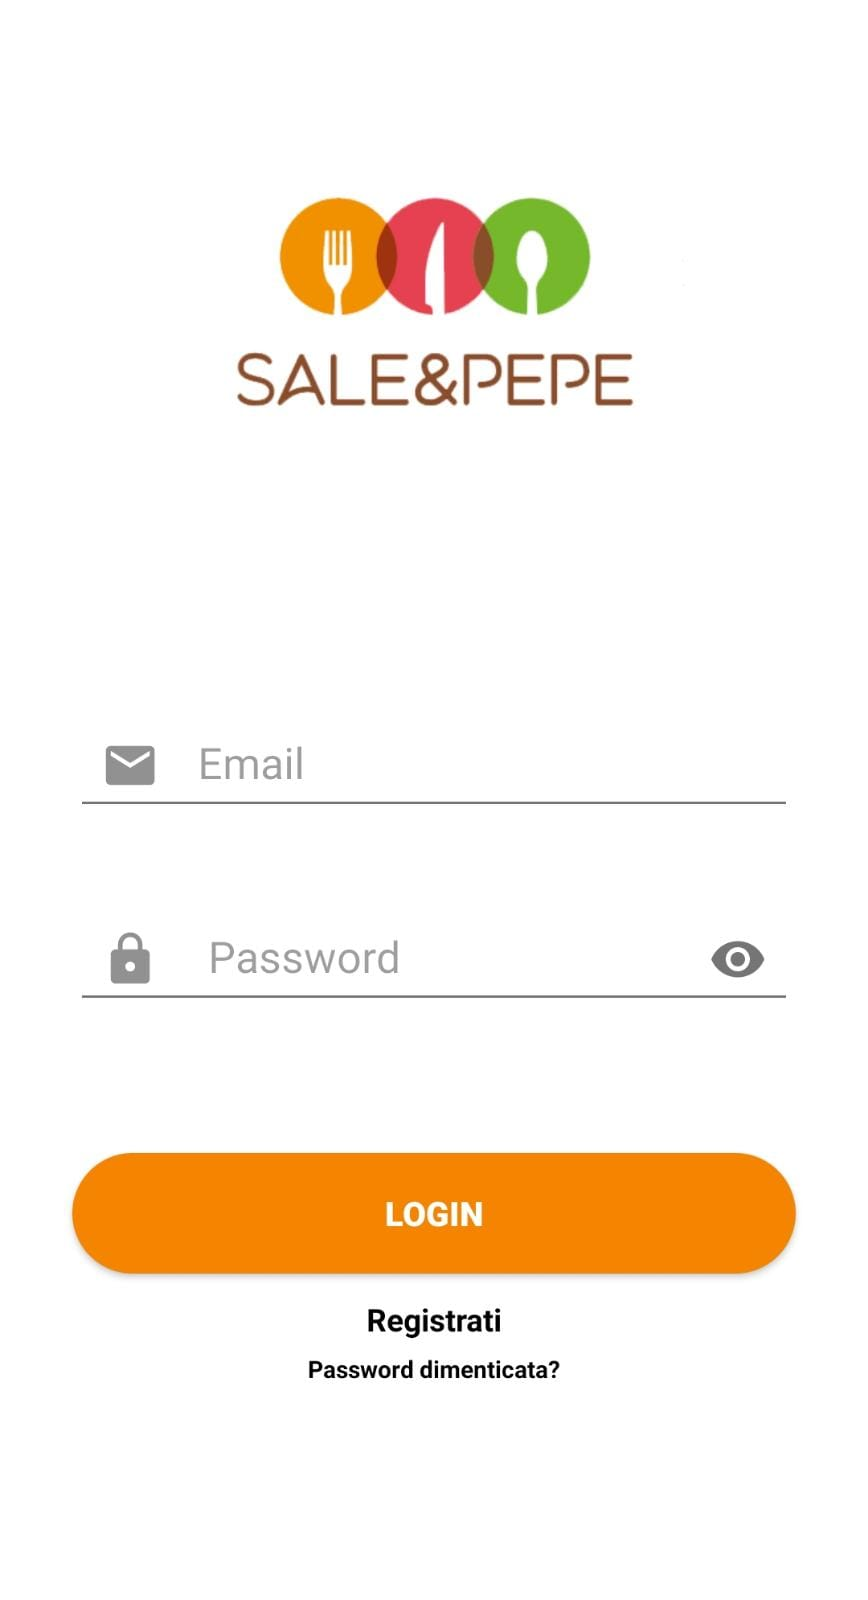 SALE&PEPE
Email
Password
LOGIN
Registrati
Password dimenticata?